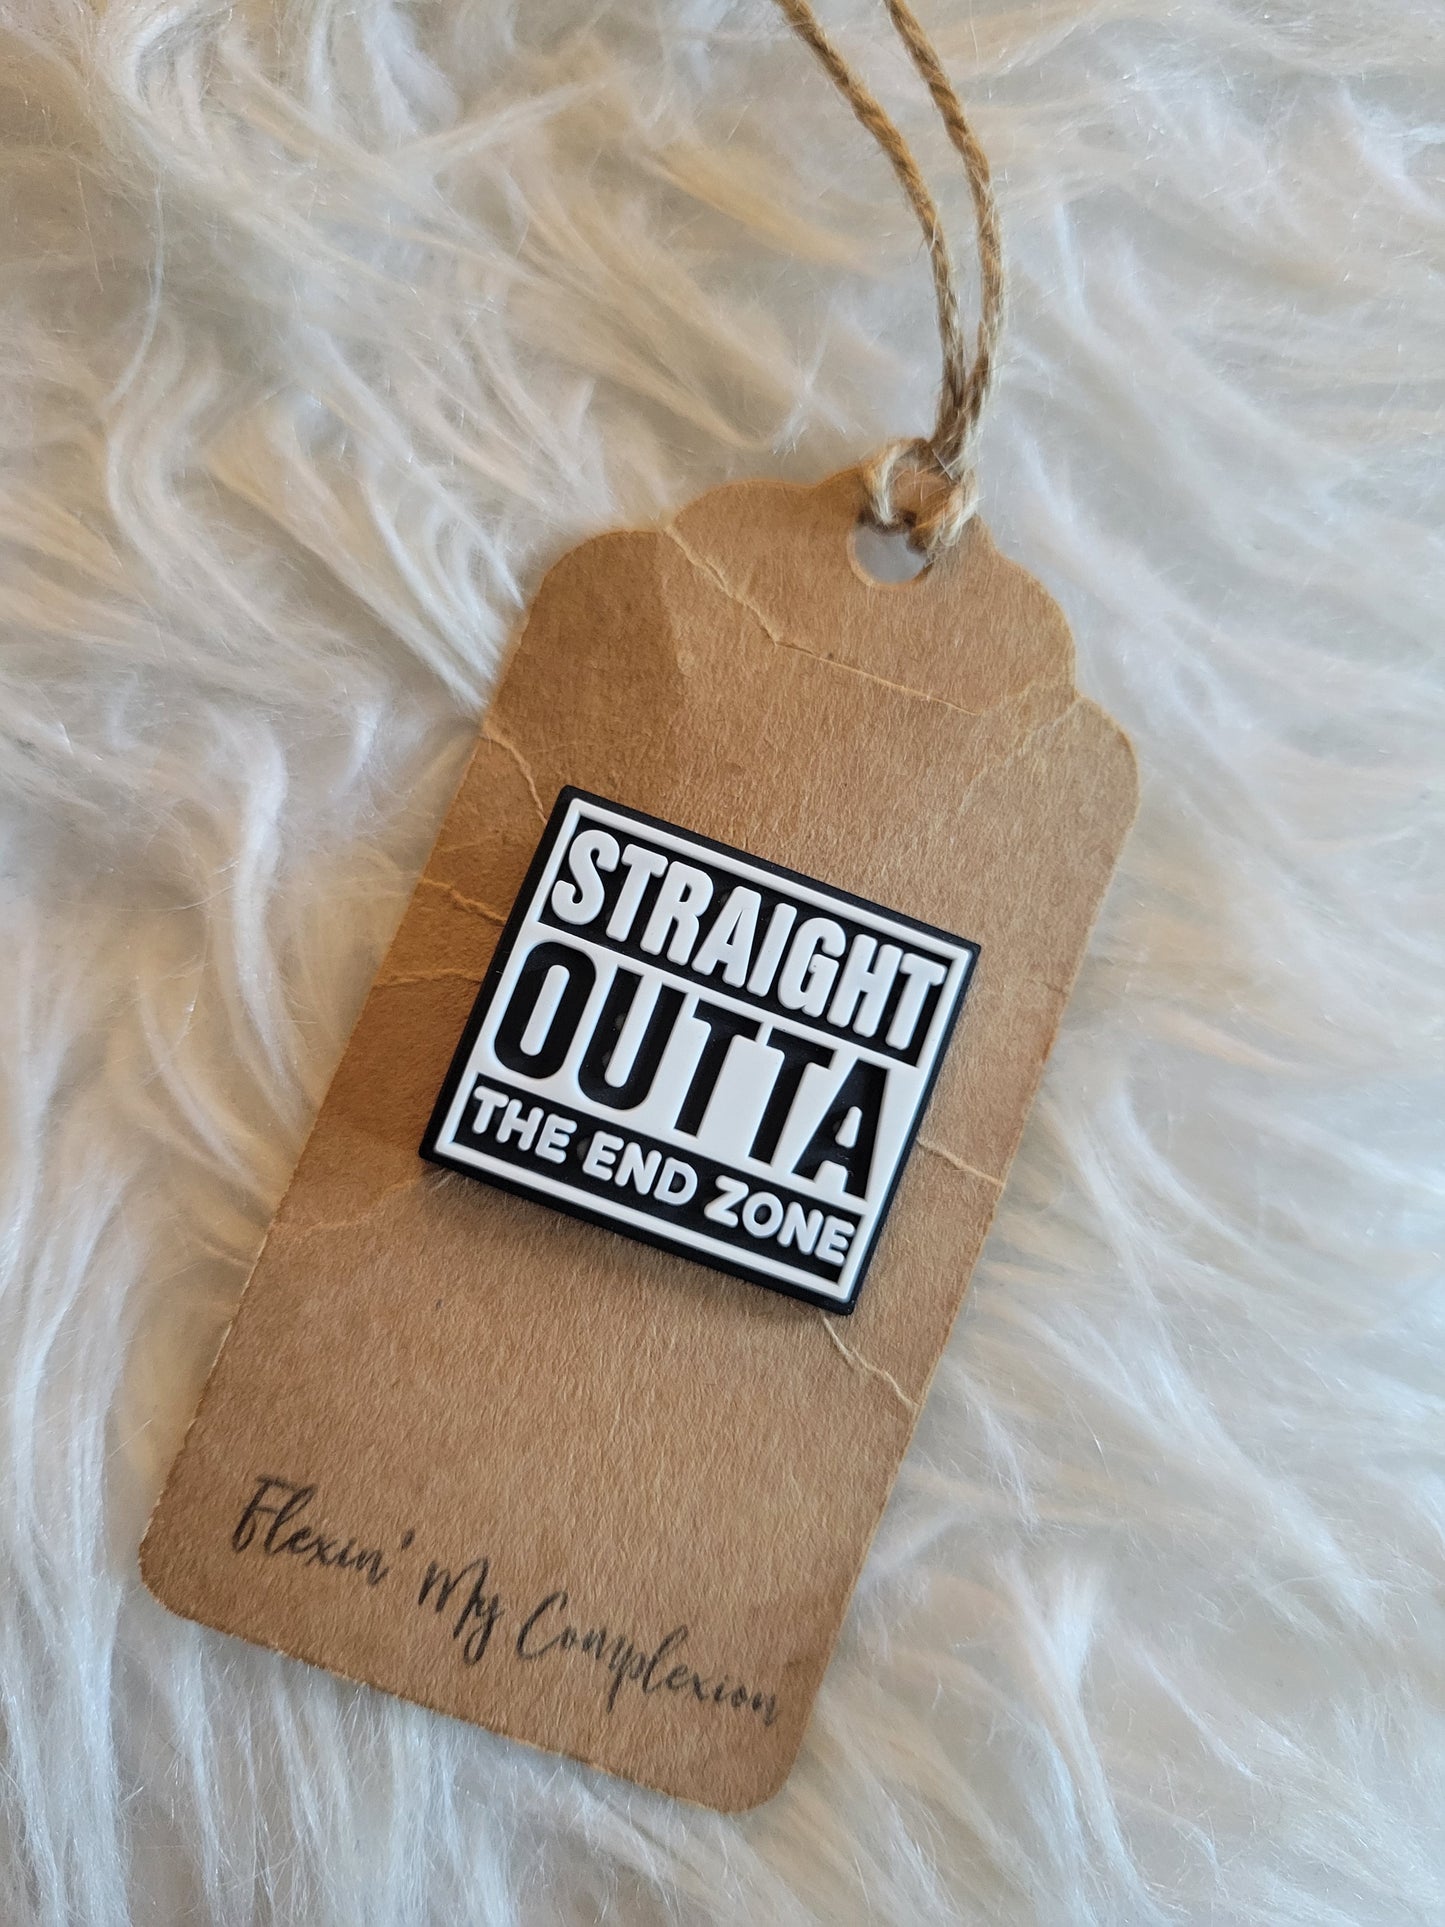 STRAIGHT
OUTTA
THE END ZONE
Flexin' My Complexion